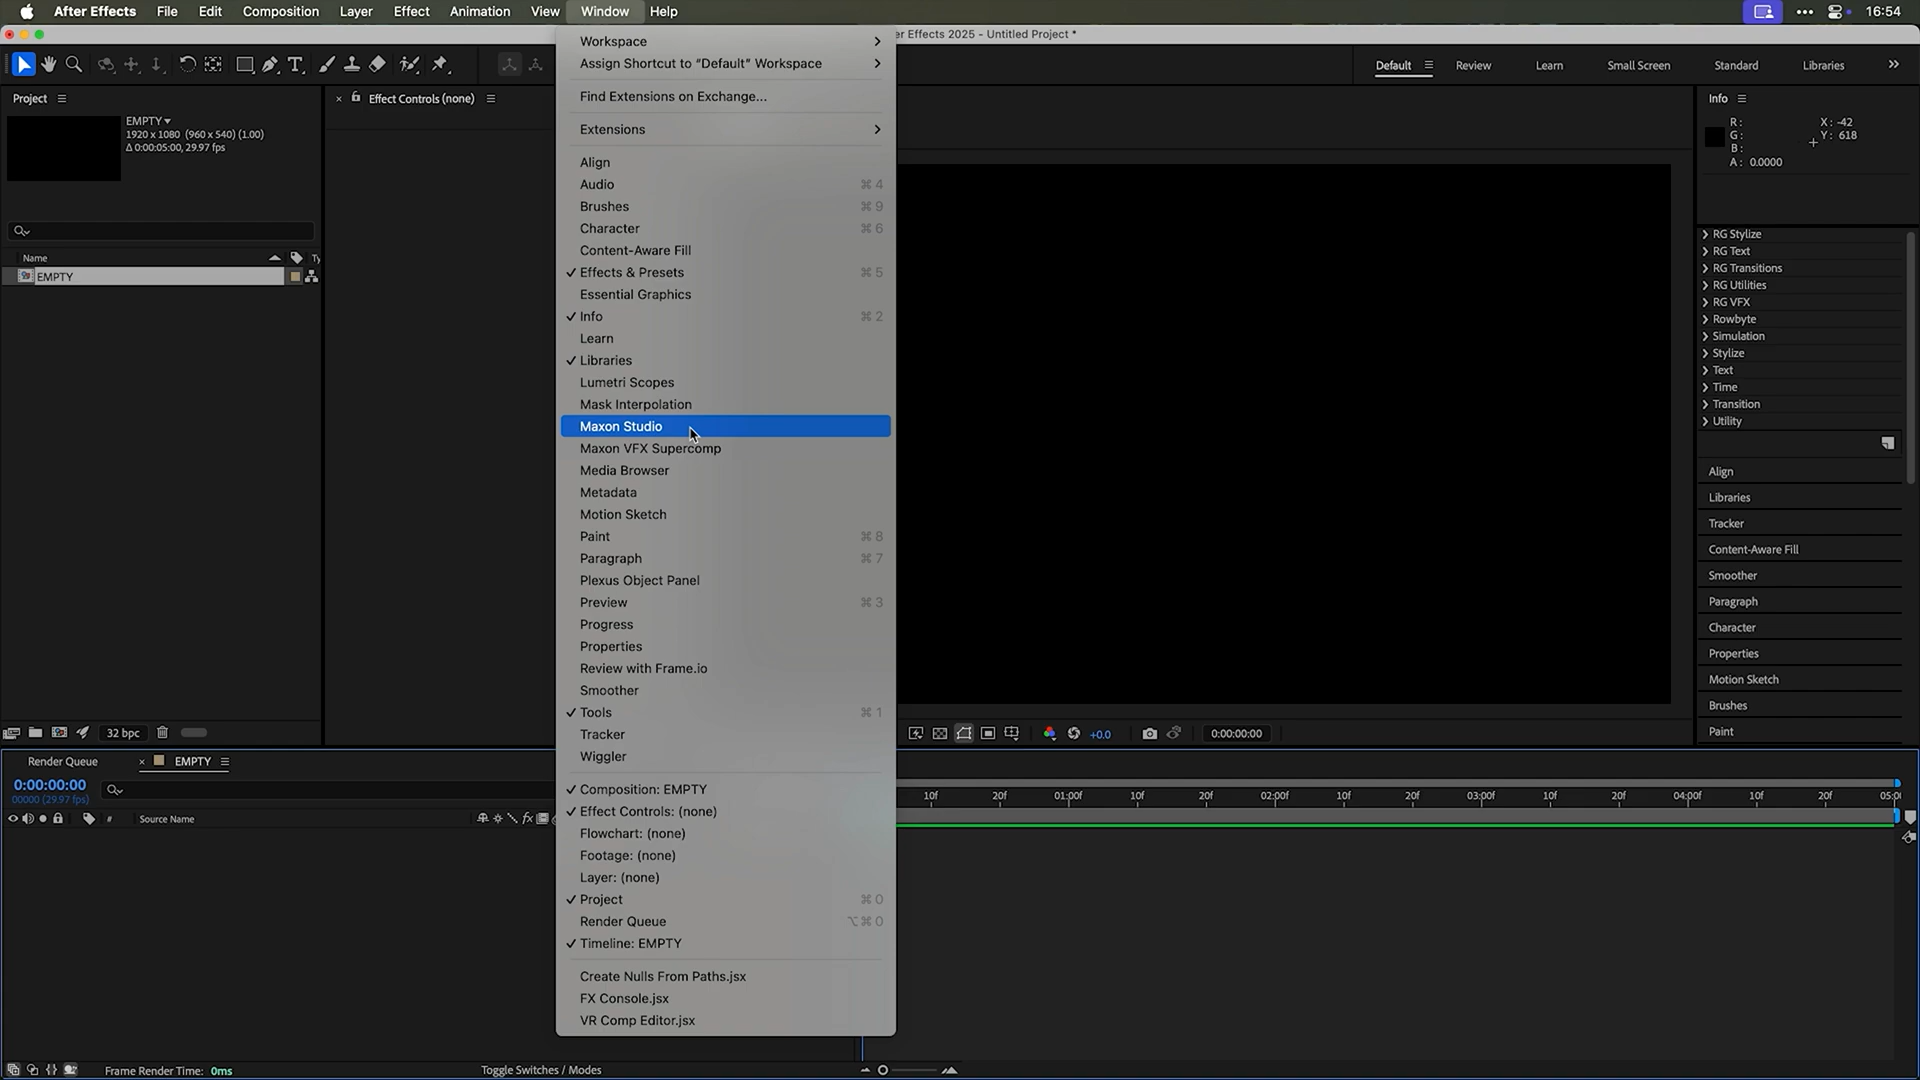 After Effects File Edit Composition Layer Effect Animation View Window Help 16:54
er Effects 2025 - Untitled Project *
Default Review Learn Small Screen Standard Libraries
Project
EMPTY
1920 x 1080 (960 x 540) (1.00)
Δ 0:00:05:00, 29.97 fps
Name Ty
EMPTY
32 bpc
Effect Controls (none)
Workspace
Assign Shortcut to “Default” Workspace
Find Extensions on Exchange...
Extensions
Align
Audio ⌘4
Brushes ⌘9
Character ⌘6
Content-Aware Fill
✓ Effects & Presets ⌘5
Essential Graphics
✓ Info ⌘2
Learn
✓ Libraries
Lumetri Scopes
Mask Interpolation
Maxon Studio
Maxon VFX Supercomp
Media Browser
Metadata
Motion Sketch
Paint ⌘8
Paragraph ⌘7
Plexus Object Panel
Preview ⌘3
Progress
Properties
Review with Frame.io
Smoother
✓ Tools ⌘1
Tracker
Wiggler
✓ Composition: EMPTY
✓ Effect Controls: (none)
Flowchart: (none)
Footage: (none)
Layer: (none)
✓ Project ⌘0
Render Queue ⌥⌘0
✓ Timeline: EMPTY
Create Nulls From Paths.jsx
FX Console.jsx
VR Comp Editor.jsx
+0.0 0:00:00:00
Info
R: X: -42
G: Y: 618
B:
A: 0.0000
RG Stylize
RG Text
RG Transitions
RG Utilities
RG VFX
Rowbyte
Simulation
Stylize
Text
Time
Transition
Utility
Align
Libraries
Tracker
Content-Aware Fill
Smoother
Paragraph
Character
Properties
Motion Sketch
Brushes
Paint
Render Queue EMPTY
0:00:00:00
00000 (29.97 fps)
# Source Name fx
10f 20f 01:00f 10f 20f 02:00f 10f 20f 03:00f 10f 20f 04:00f 10f 20f 05:0
Frame Render Time: 0ms Toggle Switches / Modes